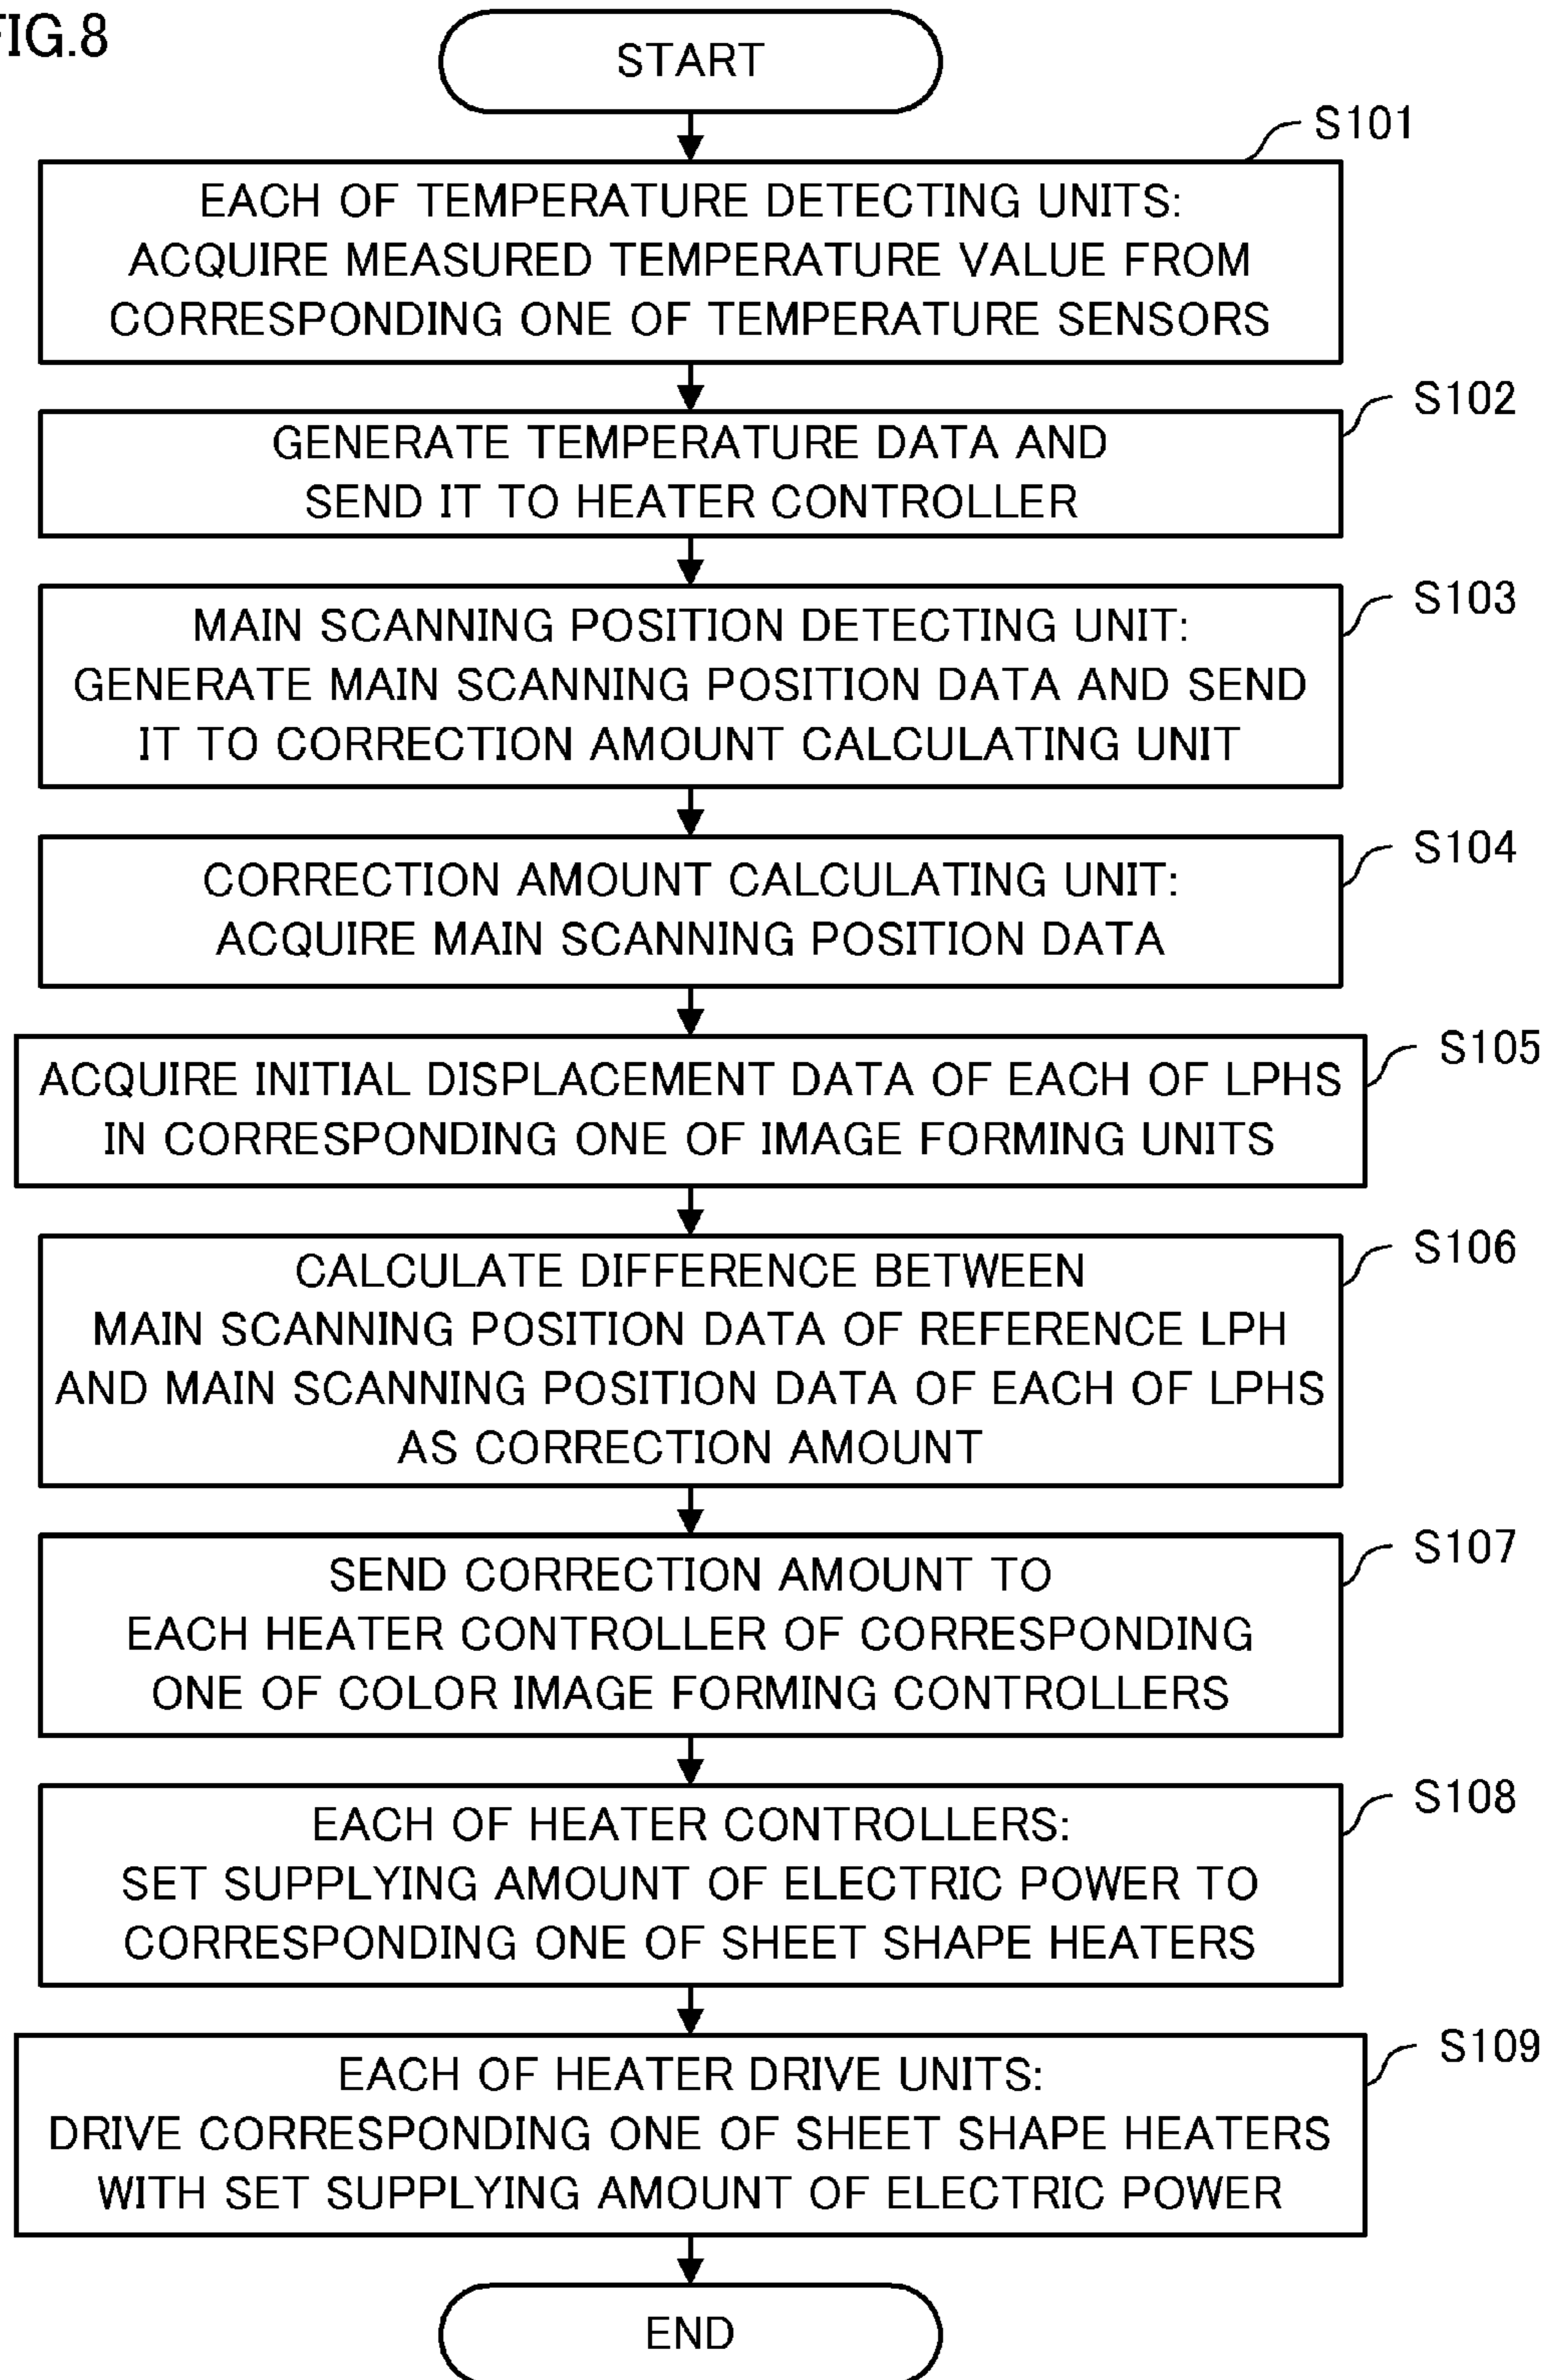 FIG.8
START
S101
EACH OF TEMPERATURE DETECTING UNITS:
ACQUIRE MEASURED TEMPERATURE VALUE FROM
CORRESPONDING ONE OF TEMPERATURE SENSORS
S102
GENERATE TEMPERATURE DATA AND
SEND IT TO HEATER CONTROLLER
S103
MAIN SCANNING POSITION DETECTING UNIT:
GENERATE MAIN SCANNING POSITION DATA AND SEND
IT TO CORRECTION AMOUNT CALCULATING UNIT
S104
CORRECTION AMOUNT CALCULATING UNIT:
ACQUIRE MAIN SCANNING POSITION DATA
S105
ACQUIRE INITIAL DISPLACEMENT DATA OF EACH OF LPHS
IN CORRESPONDING ONE OF IMAGE FORMING UNITS
S106
CALCULATE DIFFERENCE BETWEEN
MAIN SCANNING POSITION DATA OF REFERENCE LPH
AND MAIN SCANNING POSITION DATA OF EACH OF LPHS
AS CORRECTION AMOUNT
S107
SEND CORRECTION AMOUNT TO
EACH HEATER CONTROLLER OF CORRESPONDING
ONE OF COLOR IMAGE FORMING CONTROLLERS
S108
EACH OF HEATER CONTROLLERS:
SET SUPPLYING AMOUNT OF ELECTRIC POWER TO
CORRESPONDING ONE OF SHEET SHAPE HEATERS
S109
EACH OF HEATER DRIVE UNITS:
DRIVE CORRESPONDING ONE OF SHEET SHAPE HEATERS
WITH SET SUPPLYING AMOUNT OF ELECTRIC POWER
END